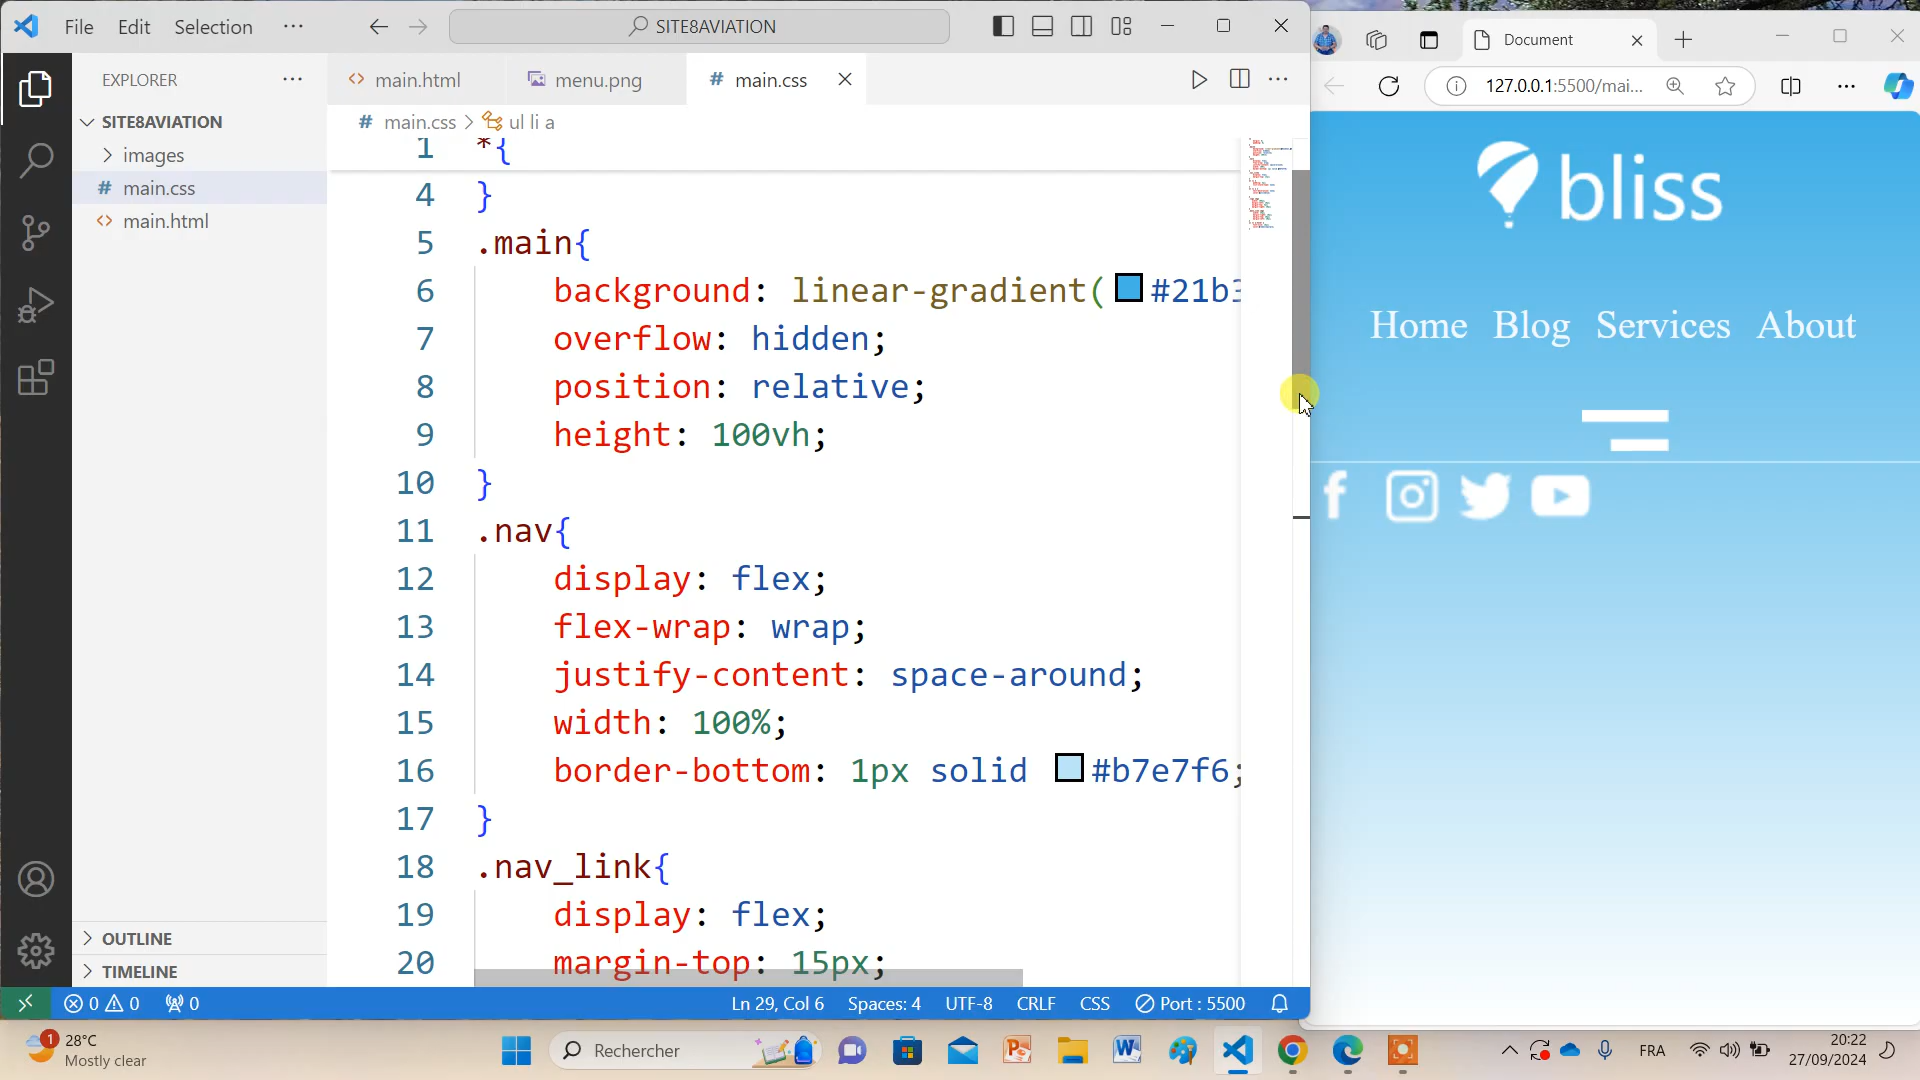 File Edit Selection ···
SITE8AVIATION
EXPLORER
SITE8AVIATION
images
main.css
main.html
main.html
menu.png
main.css
main.css > ul li a
1 *{
4 }
5 .main{
6 background: linear-gradient( #21b3
7 overflow: hidden;
8 position: relative;
9 height: 100vh;
10 }
11 .nav{
12 display: flex;
13 flex-wrap: wrap;
14 justify-content: space-around;
15 width: 100%;
16 border-bottom: 1px solid #b7e7f6;
17 }
18 .nav_link{
19 display: flex;
20 margin-top: 15px;
OUTLINE
TIMELINE
0 0 0
Ln 29, Col 6 Spaces: 4 UTF-8 CRLF CSS Port : 5500
Document
127.0.0.1:5500/mai...
bliss
Home Blog Services About
1 28°C
Mostly clear
Rechercher
FRA
20:22
27/09/2024